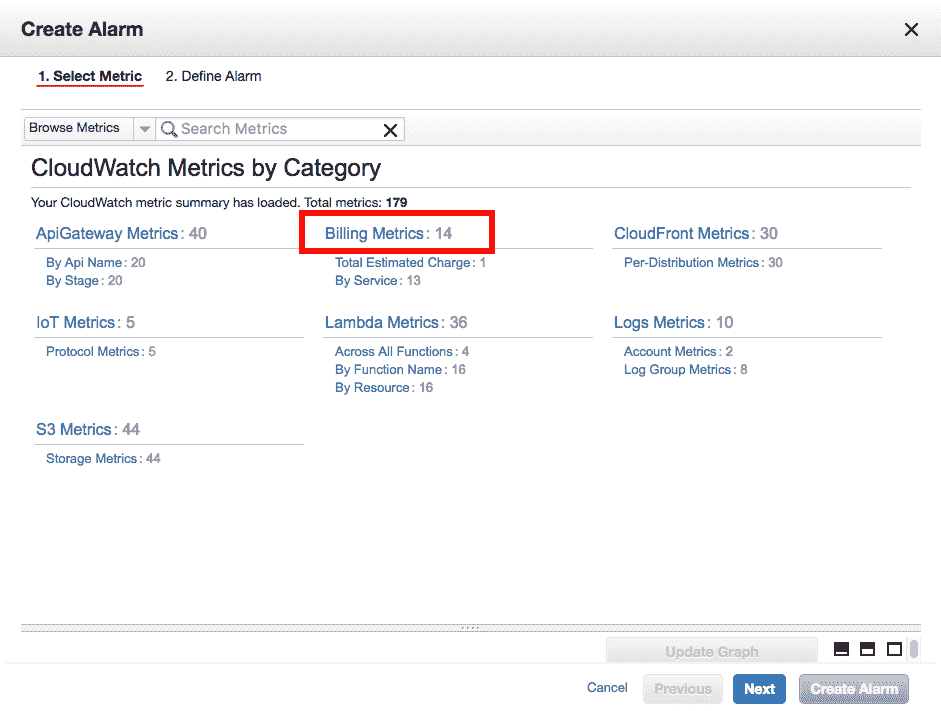 Create Alarm
1. Select Metric 2. Define Alarm
Browse Metrics Search Metrics
CloudWatch Metrics by Category
Your CloudWatch metric summary has loaded. Total metrics: 179
ApiGateway Metrics: 40
By Api Name: 20
By Stage: 20
Billing Metrics: 14
Total Estimated Charge: 1
By Service: 13
CloudFront Metrics: 30
Per-Distribution Metrics: 30
IoT Metrics: 5
Protocol Metrics: 5
Lambda Metrics: 36
Across All Functions: 4
By Function Name: 16
By Resource: 16
Logs Metrics: 10
Account Metrics: 2
Log Group Metrics: 8
S3 Metrics: 44
Storage Metrics: 44
Update Graph
Cancel Previous Next Create Alarm